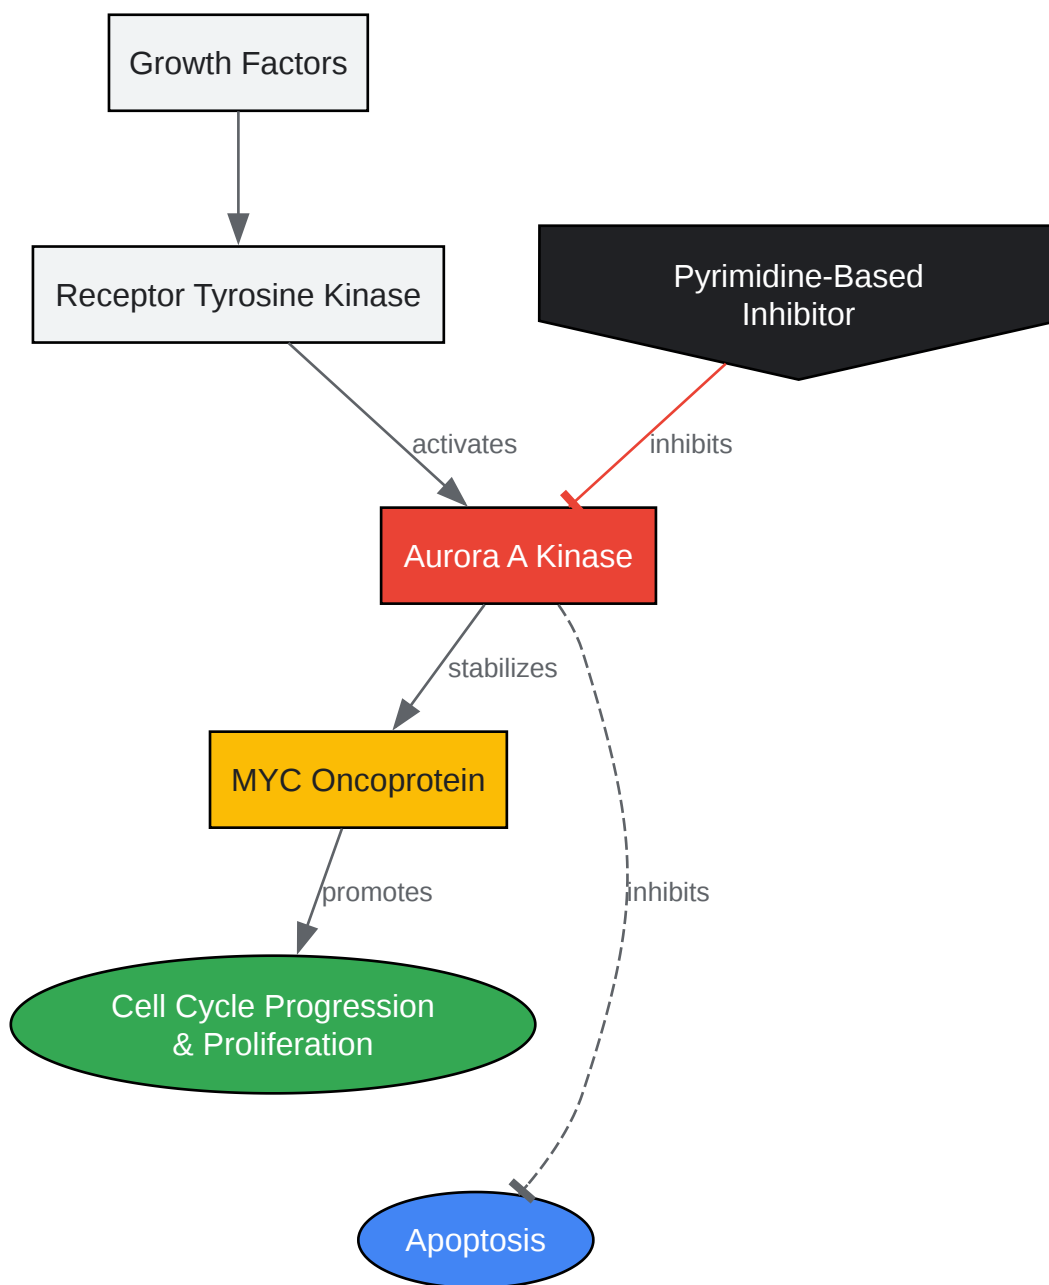 Growth Factors
Receptor Tyrosine Kinase
Pyrimidine-Based
Inhibitor
activates
inhibits
Aurora A Kinase
stabilizes
MYC Oncoprotein
promotes
inhibits
Cell Cycle Progression
& Proliferation
Apoptosis